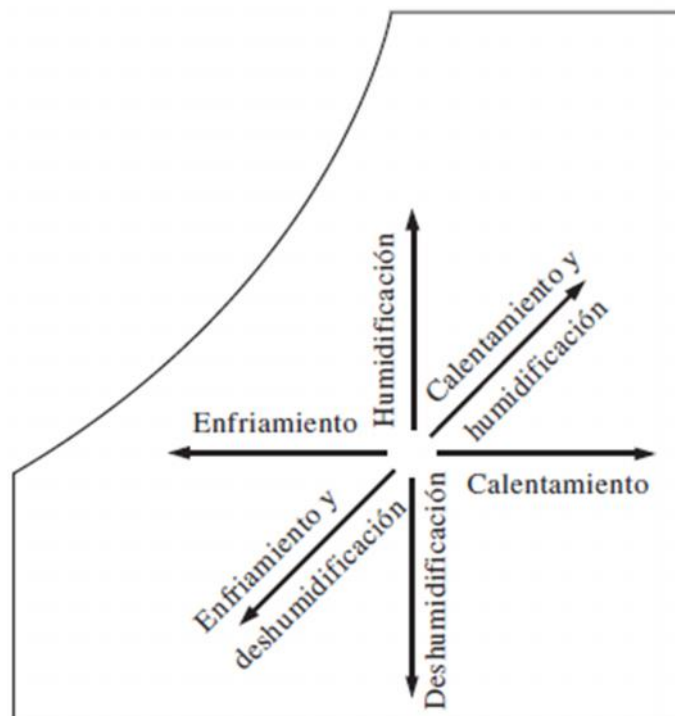 Humidificación
Calentamiento y
humidificación
Enfriamiento
Calentamiento
Enfriamiento y
deshumidificación
Deshumidificación